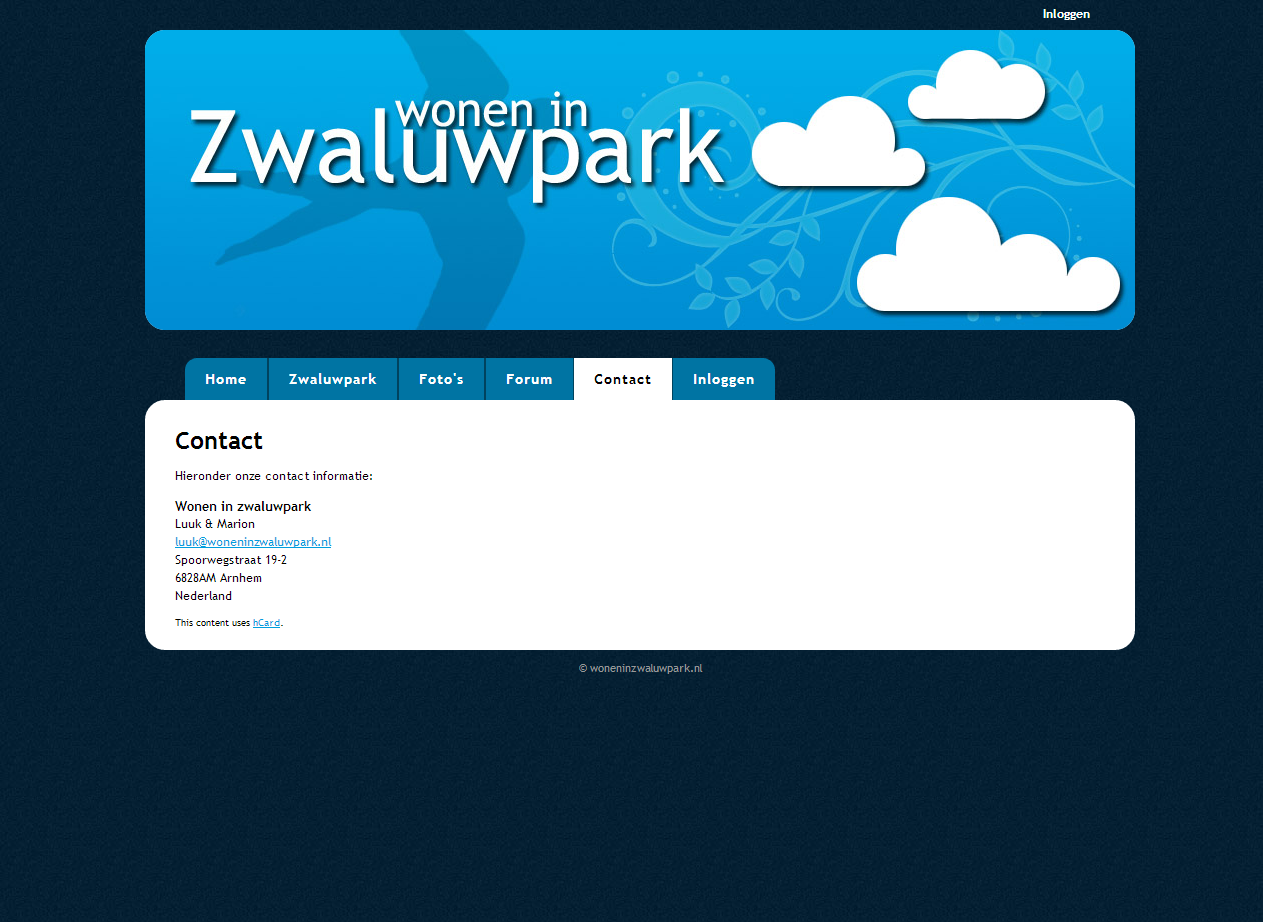 Inloggen
wonen in
Zwaluwpark
Home Zwaluwpark Foto's Forum Contact Inloggen
Contact
Hieronder onze contact informatie:
Wonen in zwaluwpark
Luuk & Marion
luuk@woneninzwaluwpark.nl
Spoorwegstraat 19-2
6828AM Arnhem
Nederland
This content uses hCard.
© woneninzwaluwpark.nl